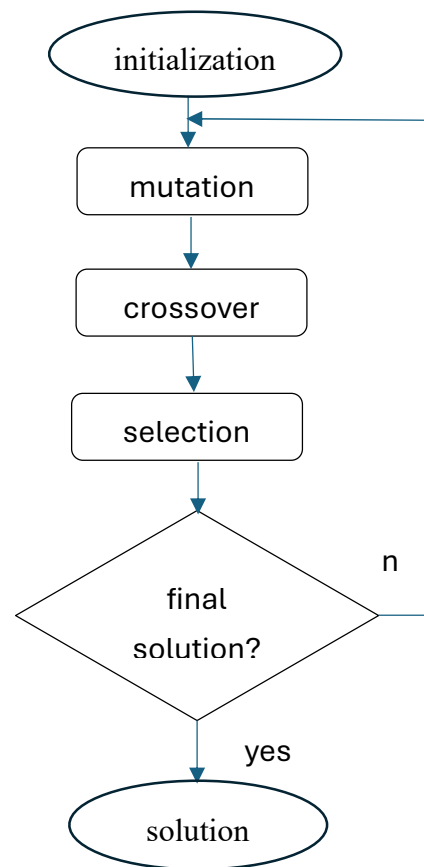 initialization
mutation
crossover
selection
n
final
solution?
yes
solution